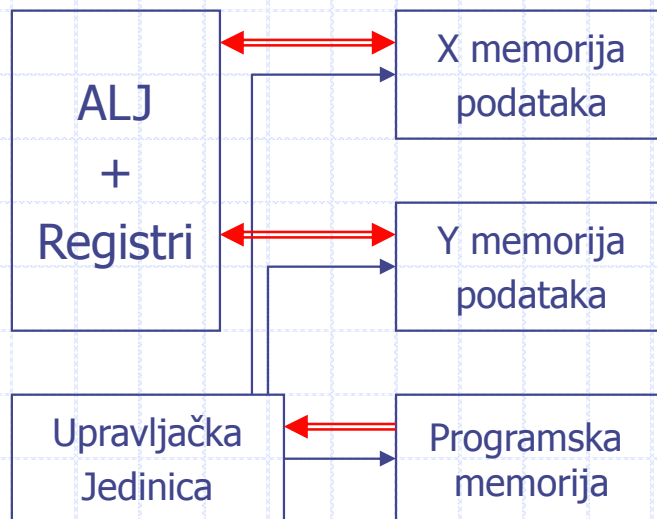 ALJ
+
Registri
X memorija
podataka
Y memorija
podataka
Upravljačka
Jedinica
Programska
memorija